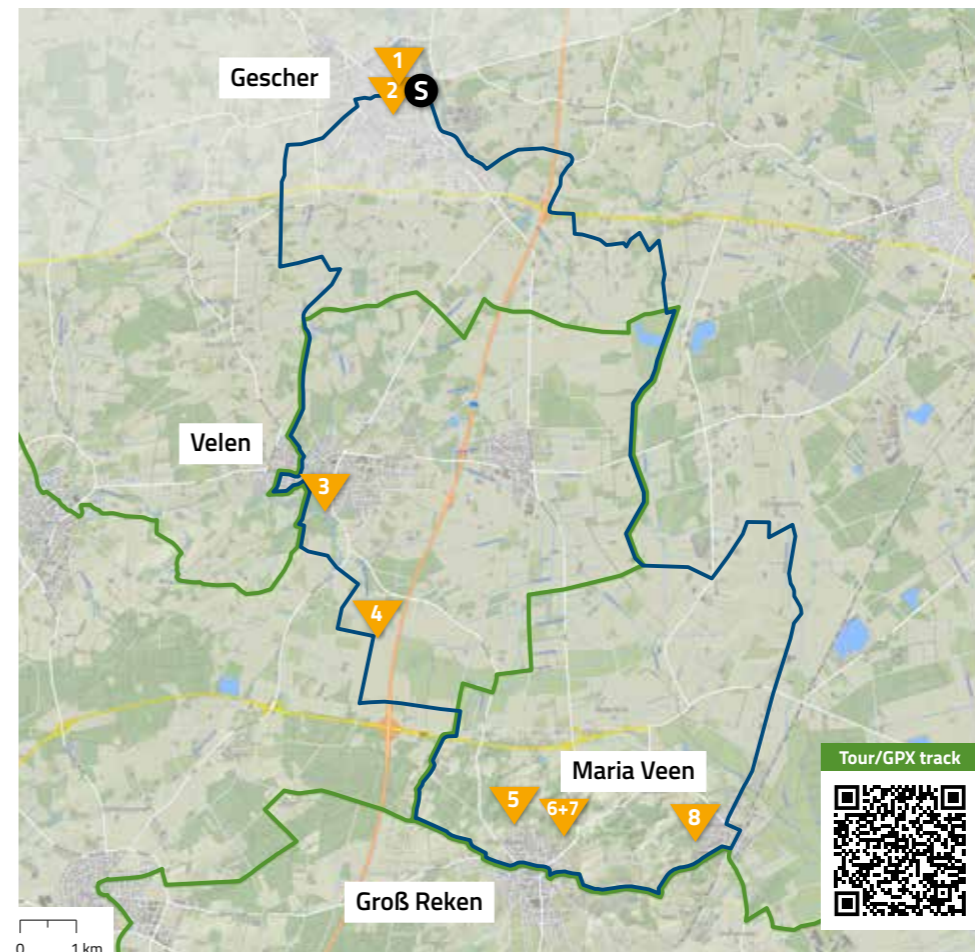 Gescher
1
2
S
Velen
3
4
Maria Veen
Tour/GPX track
5
6+7
8
Groß Reken
0 1 km